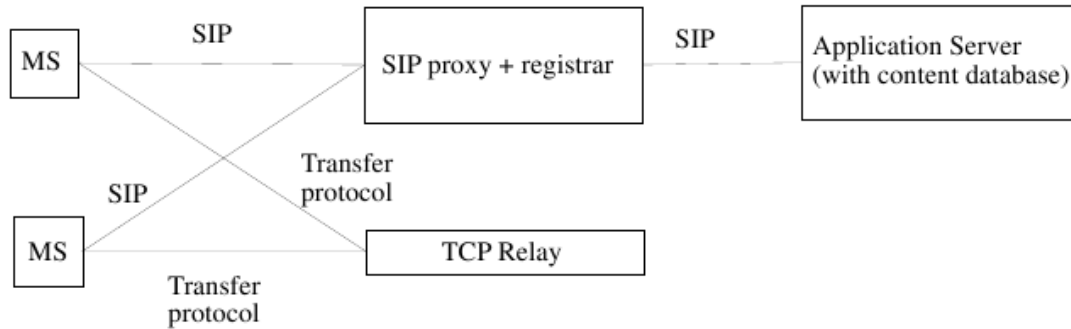 SIP
MS
SIP proxy + registrar
SIP
Application Server
(with content database)
Transfer
protocol
SIP
MS
TCP Relay
Transfer
protocol